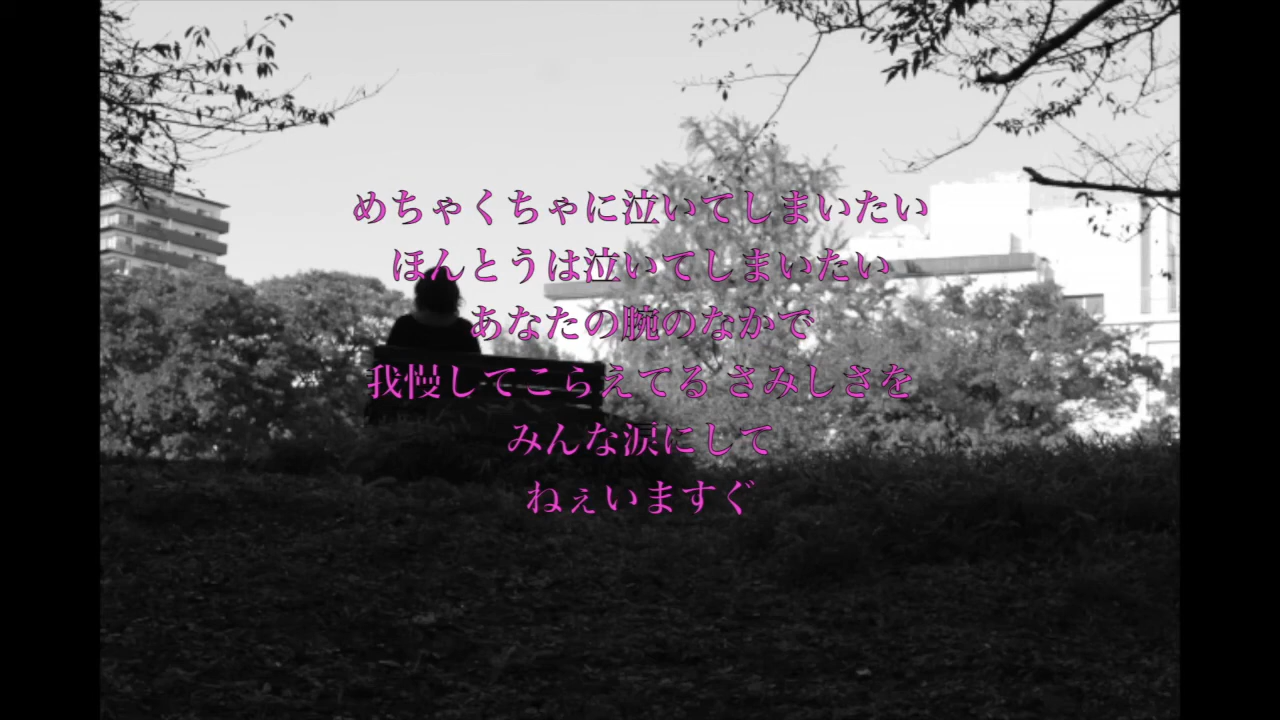 めちゃくちゃに泣いてしまいたい
ほんとうは泣いてしまいたい
あなたの腕のなかで
我慢してこらえてる さみしさを
みんな涙にして
ねぇいますぐ